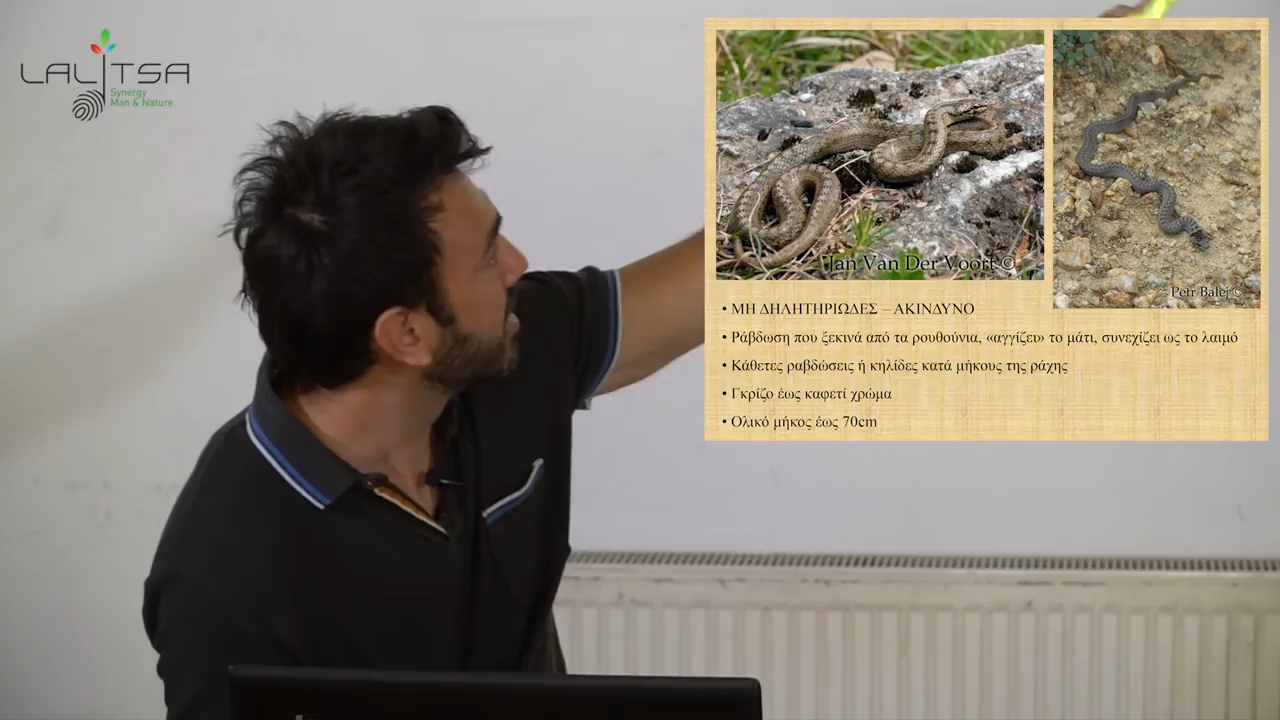 LALITSA
Synergy
Man & Nature
Jan Van Der Voort ©
Petr Balej ©
• ΜΗ ΔΗΛΗΤΗΡΙΩΔΕΣ – ΑΚΙΝΔΥΝΟ
• Ράβδωση που ξεκινά από τα ρουθούνια, «αγγίζει» το μάτι, συνεχίζει ως το λαιμό
• Κάθετες ραβδώσεις ή κηλίδες κατά μήκους της ράχης
• Γκρίζο έως καφετί χρώμα
• Ολικό μήκος έως 70cm